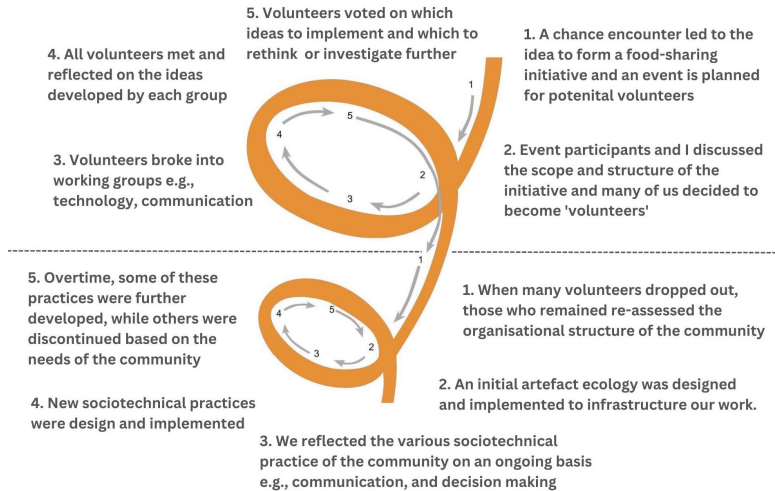 5. Volunteers voted on which
ideas to implement and which to
rethink or investigate further
1. A chance encounter led to the
idea to form a food-sharing
initiative and an event is planned
for potenital volunteers
4. All volunteers met and
reflected on the ideas
developed by each group
1
5
4
2. Event participants and I discussed
the scope and structure of the
initiative and many of us decided to
become 'volunteers'
3. Volunteers broke into
working groups e.g.,
technology, communication
2
3
1
5. Overtime, some of these
practices were further
developed, while others were
discontinued based on the
needs of the community
1. When many volunteers dropped out,
those who remained re-assessed the
organisational structure of the community
4
5
3
2
2. An initial artefact ecology was designed
and implemented to infrastructure our work.
4. New sociotechnical practices
were design and implemented
3. We reflected the various sociotechnical
practice of the community on an ongoing basis
e.g., communication, and decision making